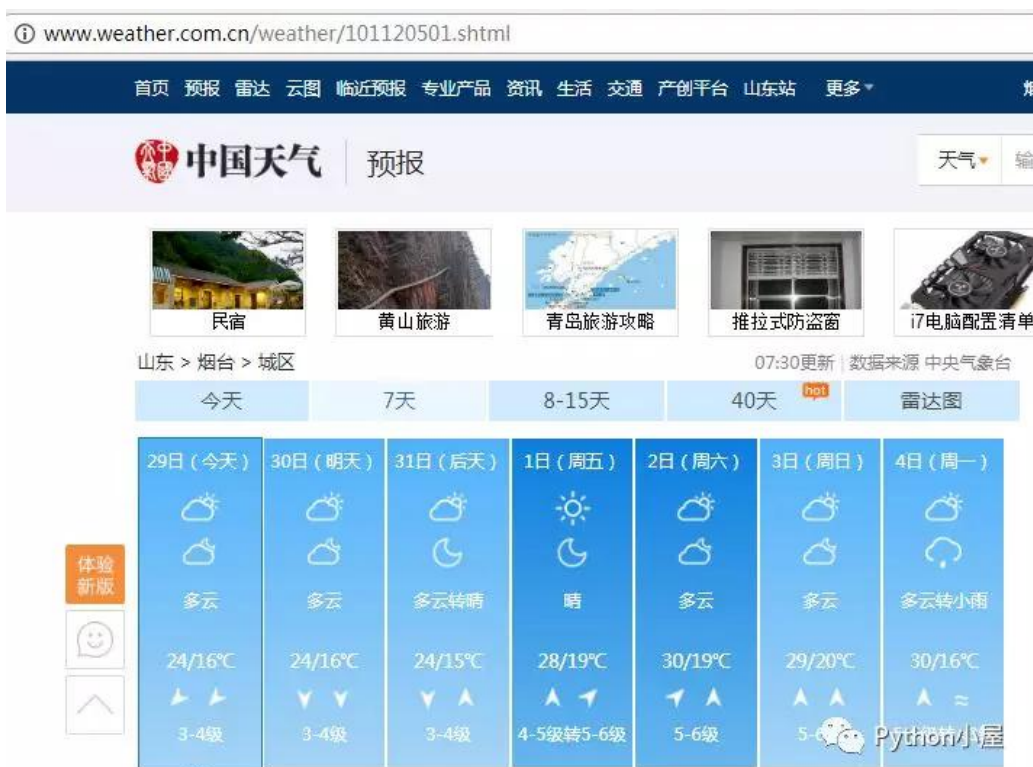 www.weather.com.cn/weather/101120501.shtml
首页 预报 雷达 云图 临近预报 专业产品 资讯 生活 交通 产创平台 山东站 更多
中国天气 预报 天气
民宿 黄山旅游 青岛旅游攻略 推拉式防盗窗 i7电脑配置清单
山东 > 烟台 > 城区 07:30更新 数据来源 中央气象台
今天 7天 8-15天 40天 hot 雷达图
29日（今天） 30日（明天） 31日（后天） 1日（周五） 2日（周六） 3日（周日） 4日（周一）
体验
新版
多云 多云 多云转晴 晴 多云 多云 多云转小雨
24/16℃ 24/16℃ 24/15℃ 28/19℃ 30/19℃ 29/20℃ 30/16℃
3-4级 3-4级 3-4级 4-5级转5-6级 5-6级
Python小屋